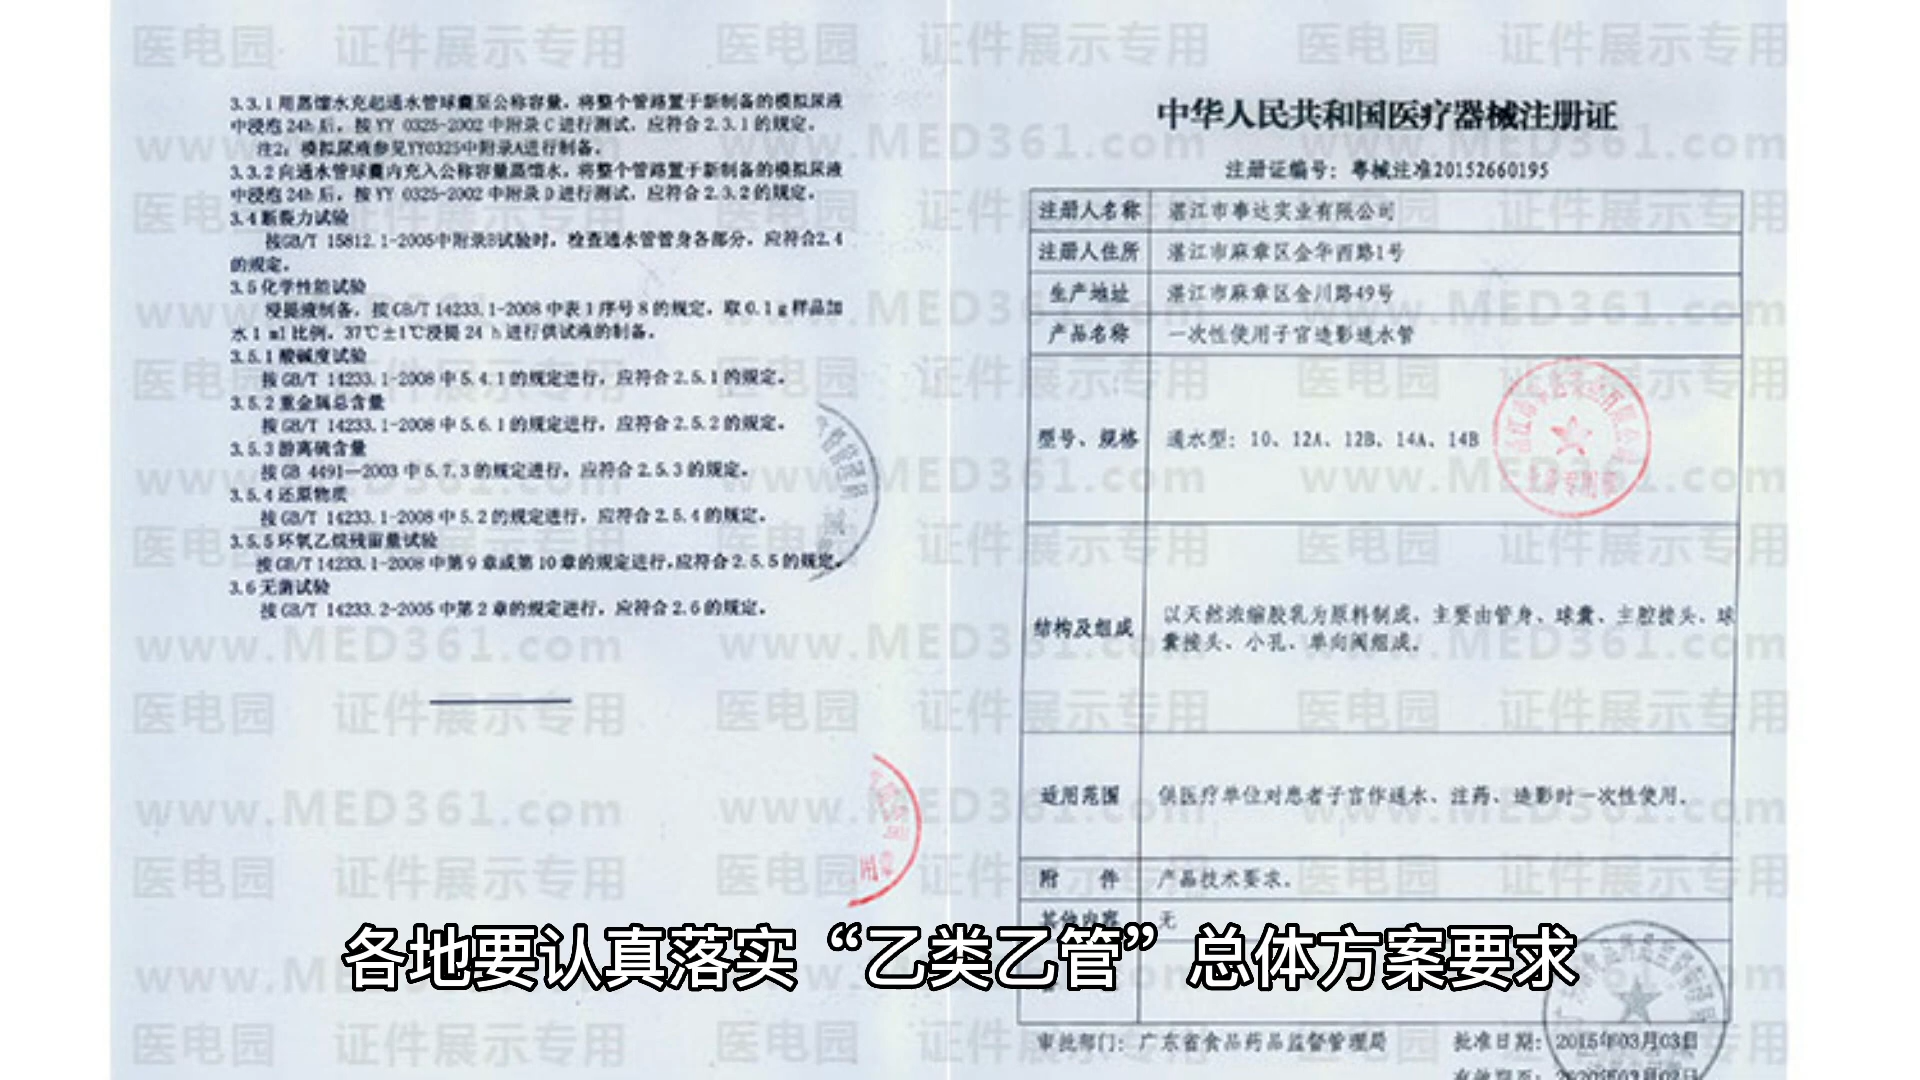 医电园 证件展示专用 医电园 证件展示专用 医电园 证件展示专用
3.3.1用蒸馏水充起通水管球囊至公称容量，将整个管路置于新制备的模拟尿液
中浸泡24h后，按YY 0325-2002中附录C进行测试，应符合2.3.1的规定。
注2：模拟尿液参见YY0325中附录A进行制备。
3.3.2向通水管球囊内充入公称容量蒸馏水，将整个管路置于新制备的模拟尿液
中浸泡24h后，按YY 0325-2002中附录D进行测试，应符合2.3.2的规定。
3.4断裂力试验
按GB/T 15812.1-2005中附录B试验时，检查通水管管身各部分，应符合2.4
的规定。
3.5化学性能试验
浸提液制备，按GB/T 14233.1-2008中表1序号8的规定，取0.1g样品加
水1 ml比例，37℃±1℃浸提24 h进行供试液的制备。
3.5.1酸碱度试验
按GB/T 14233.1-2008中5.4.1的规定进行，应符合2.5.1的规定。
3.5.2重金属总含量
按GB/T 14233.1-2008中5.6.1的规定进行，应符合2.5.2的规定。
3.5.3游离硫含量
按GB 4491—2003中5.7.3的规定进行，应符合2.5.3的规定。
3.5.4还原物质
按GB/T 14233.1-2008中5.2的规定进行，应符合2.5.4的规定。
3.5.5环氧乙烷残留量试验
按GB/T 14233.1-2008中第9章或第10章的规定进行，应符合2.5.5的规定。
3.6无菌试验
按GB/T 14233.2-2005中第2章的规定进行，应符合2.6的规定。
www.MED361.com
中华人民共和国医疗器械注册证
注册证编号：粤械注准20152660195
注册人名称 湛江市事达实业有限公司
注册人住所 湛江市麻章区金华西路1号
生产地址 湛江市麻章区金川路49号
产品名称 一次性使用子宫造影通水管
型号、规格 通水型：10、12A、12B、14A、14B
结构及组成 以天然浓缩胶乳为原料制成，主要由管身、球囊、主腔接头、球
囊接头、小孔、单向阀组成。
适用范围 供医疗单位对患者子宫作通水、注药、造影时一次性使用。
附 件 产品技术要求。
其他内容 无
各地要认真落实“乙类乙管”总体方案要求
审批部门：广东省食品药品监督管理局 批准日期：2015年03月03日